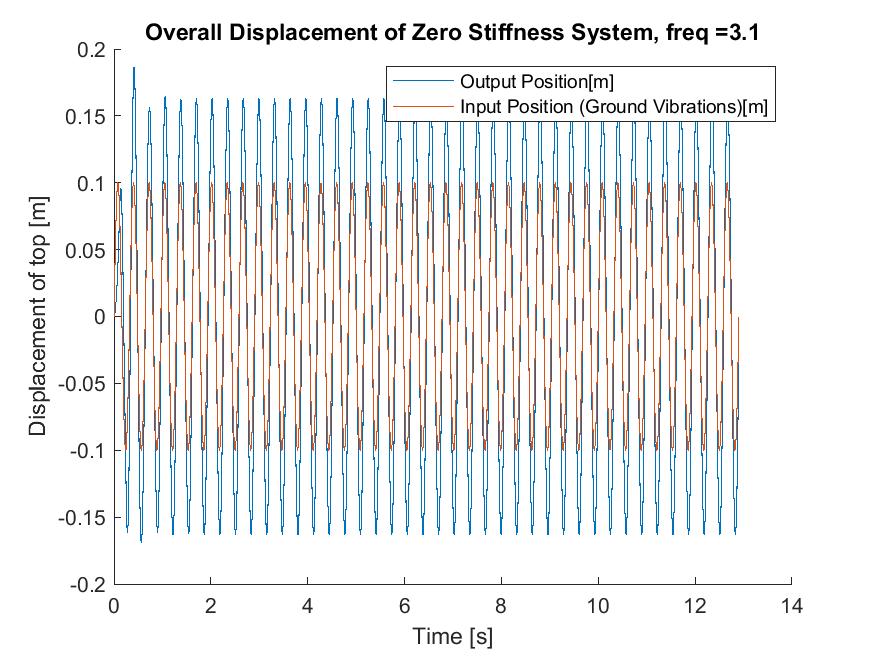 Overall Displacement of Zero Stiffness System, freq =3.1
Output Position[m]
Input Position (Ground Vibrations)[m]
Displacement of top [m]
0.2
0.15
0.1
0.05
0
-0.05
-0.1
-0.15
-0.2
0 2 4 6 8 10 12 14
Time [s]